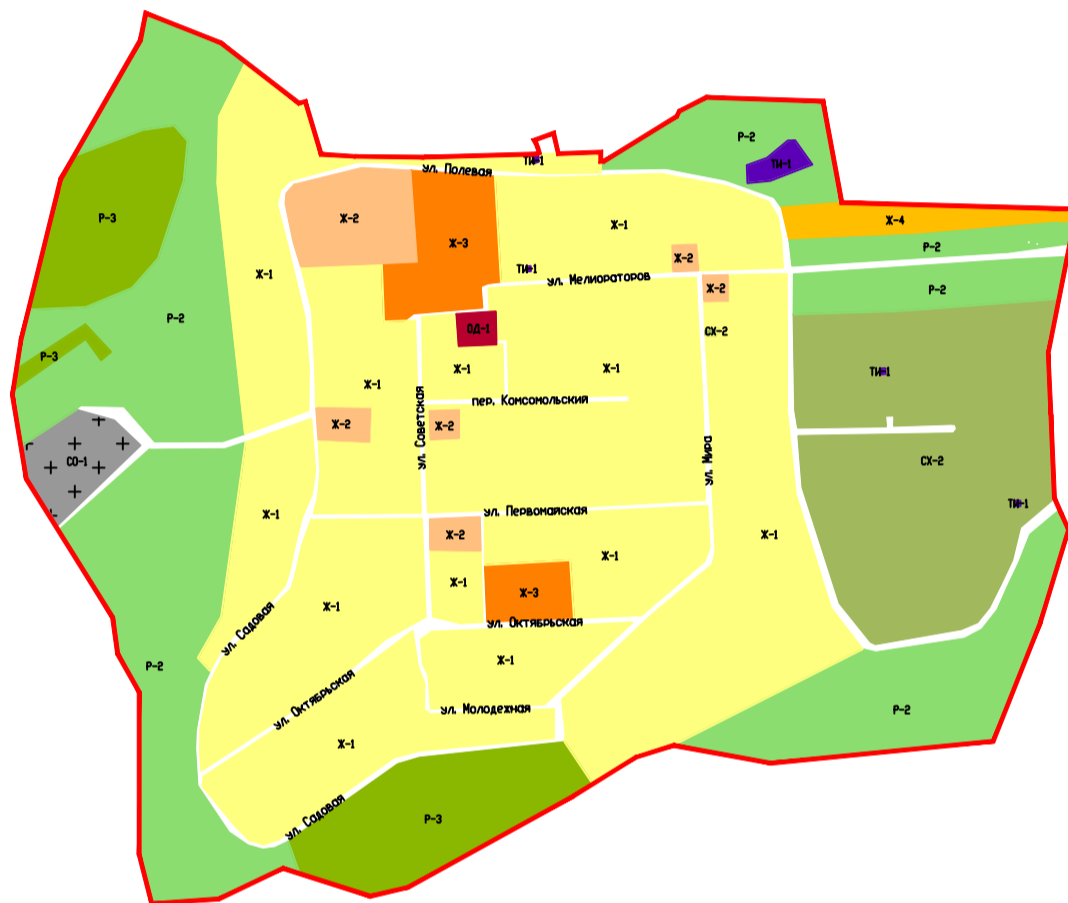 Р-2
ТИ-1
ул. Полевая
ТИ-1
Р-3
Ж-2
Ж-3
Ж-1
Ж-4
Р-2
Ж-1
ТИ-1
Ж-2
ул. Мелиораторов
Ж-2
Р-2
Р-2
Р-3
ОД-1
СХ-2
Ж-1
Ж-1
Ж-1
ТИ-1
пер. Комсомольский
ул. Советская
Ж-2
Ж-2
ул. Мира
СО-1
СХ-2
Ж-1
ул. Первомайская
ТИ-1
Ж-2
Ж-1
Ж-1
Ж-1
Ж-3
Ж-1
ул. Садовая
ул. Октябрьская
Р-2
Ж-1
ул. Октябрьская
ул. Молодежная
Р-2
Ж-1
ул. Садовая
Р-3